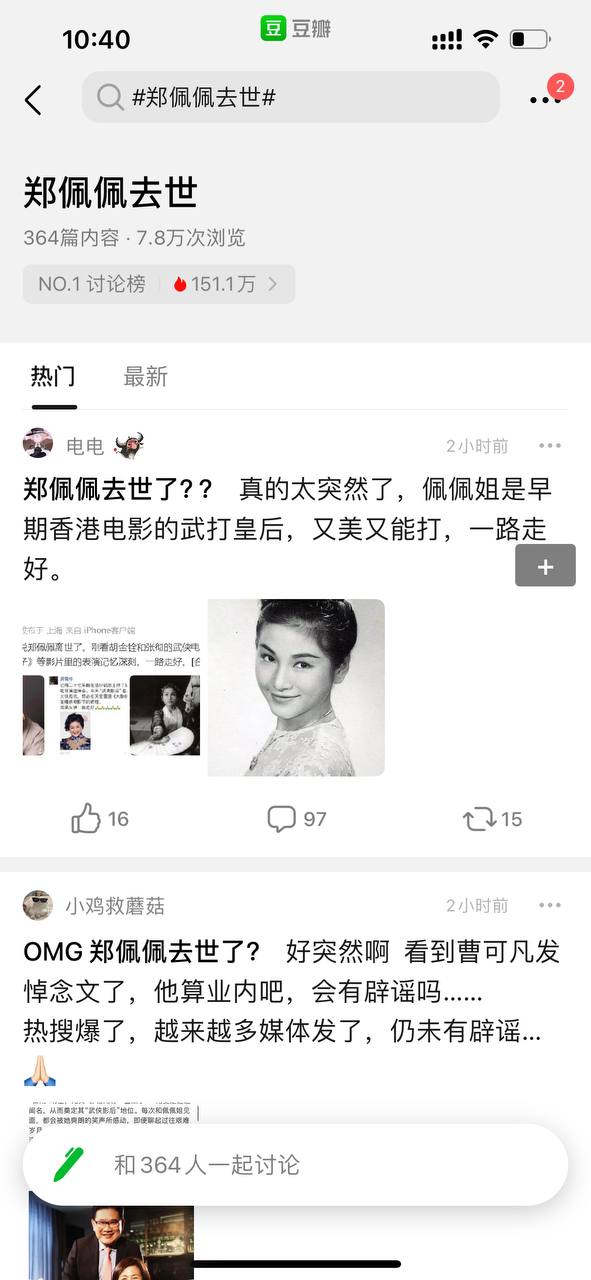 10:40
豆
豆瓣
#郑佩佩去世#
2
郑佩佩去世
364篇内容 · 7.8万次浏览
NO.1 讨论榜
151.1万
热门
最新
电电
2小时前
郑佩佩去世了?? 真的太突然了，佩佩姐是早
期香港电影的武打皇后，又美又能打，一路走
好。
+
发布于 上海 来自 iPhone客户端
郑佩佩离世了，刚看胡金铨和张彻的武侠电
》等影片里的表演记忆深刻，一路走好，
16
97
15
小鸡救蘑菇
2小时前
OMG 郑佩佩去世了? 好突然啊 看到曹可凡发
悼念文了，他算业内吧，会有辟谣吗……
热搜爆了，越来越多媒体发了，仍未有辟谣...
闻名，从而奠定其“武侠影后”地位。每次和佩佩姐见
面，都会被她爽朗的笑声所感动，即便聊起过往艰难
和364人一起讨论